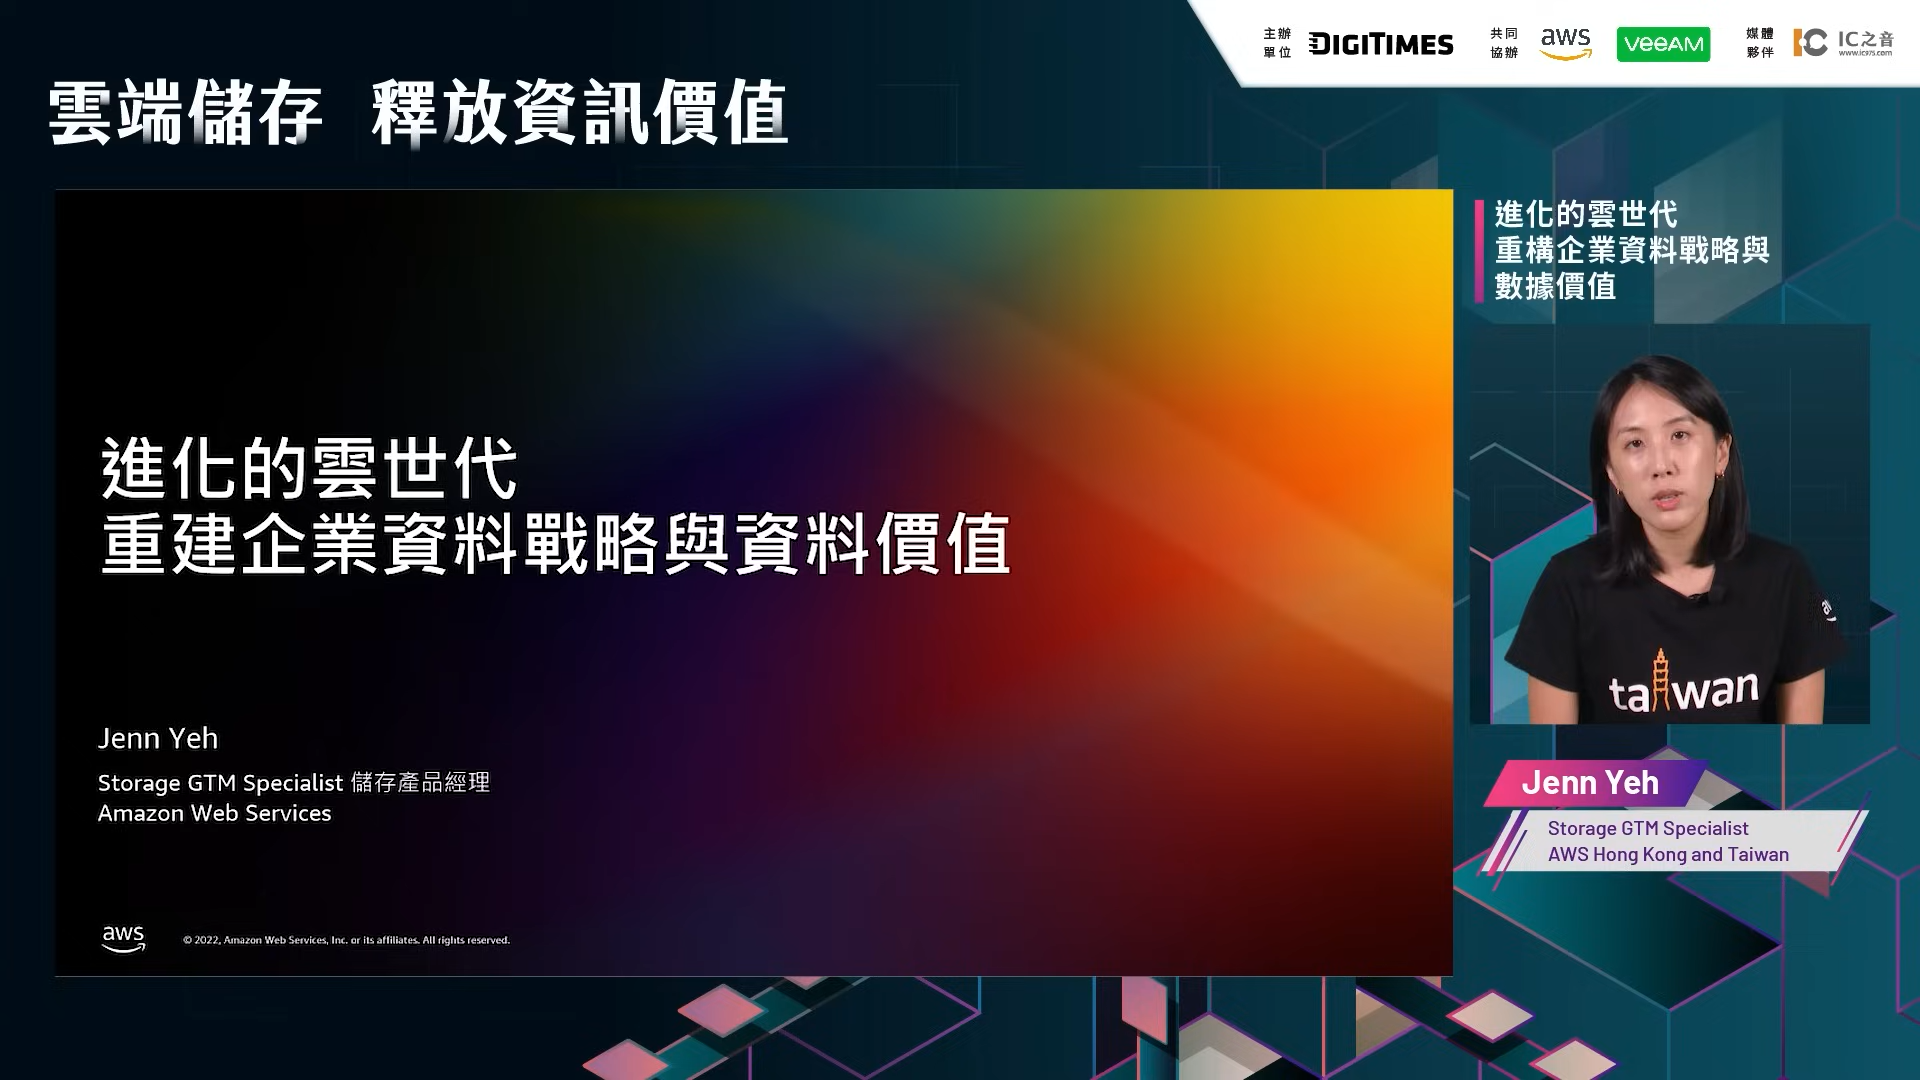 主辦
單位
DIGITIMES
共同
協辦
aws
veeAM
媒體
夥伴
IC之音
www.ic975.com
雲端儲存 釋放資訊價值
進化的雲世代
重構企業資料戰略與
數據價值
進化的雲世代
重建企業資料戰略與資料價值
Jenn Yeh
Storage GTM Specialist 儲存產品經理
Amazon Web Services
aws
© 2022, Amazon Web Services, Inc. or its affiliates. All rights reserved.
taiwan
Jenn Yeh
Storage GTM Specialist
AWS Hong Kong and Taiwan